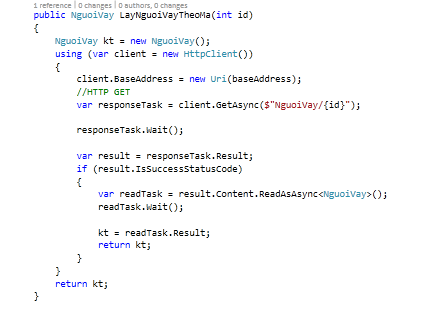 1 reference | 0 changes | 0 authors, 0 changes
public NguoiVay LayNguoiVayTheoMa(int id)
{
NguoiVay kt = new NguoiVay();
using (var client = new HttpClient())
{
client.BaseAddress = new Uri(baseAddress);
//HTTP GET
var responseTask = client.GetAsync($"NguoiVay/{id}");
responseTask.Wait();
var result = responseTask.Result;
if (result.IsSuccessStatusCode)
{
var readTask = result.Content.ReadAsAsync<NguoiVay>();
readTask.Wait();
kt = readTask.Result;
return kt;
}
}
return kt;
}